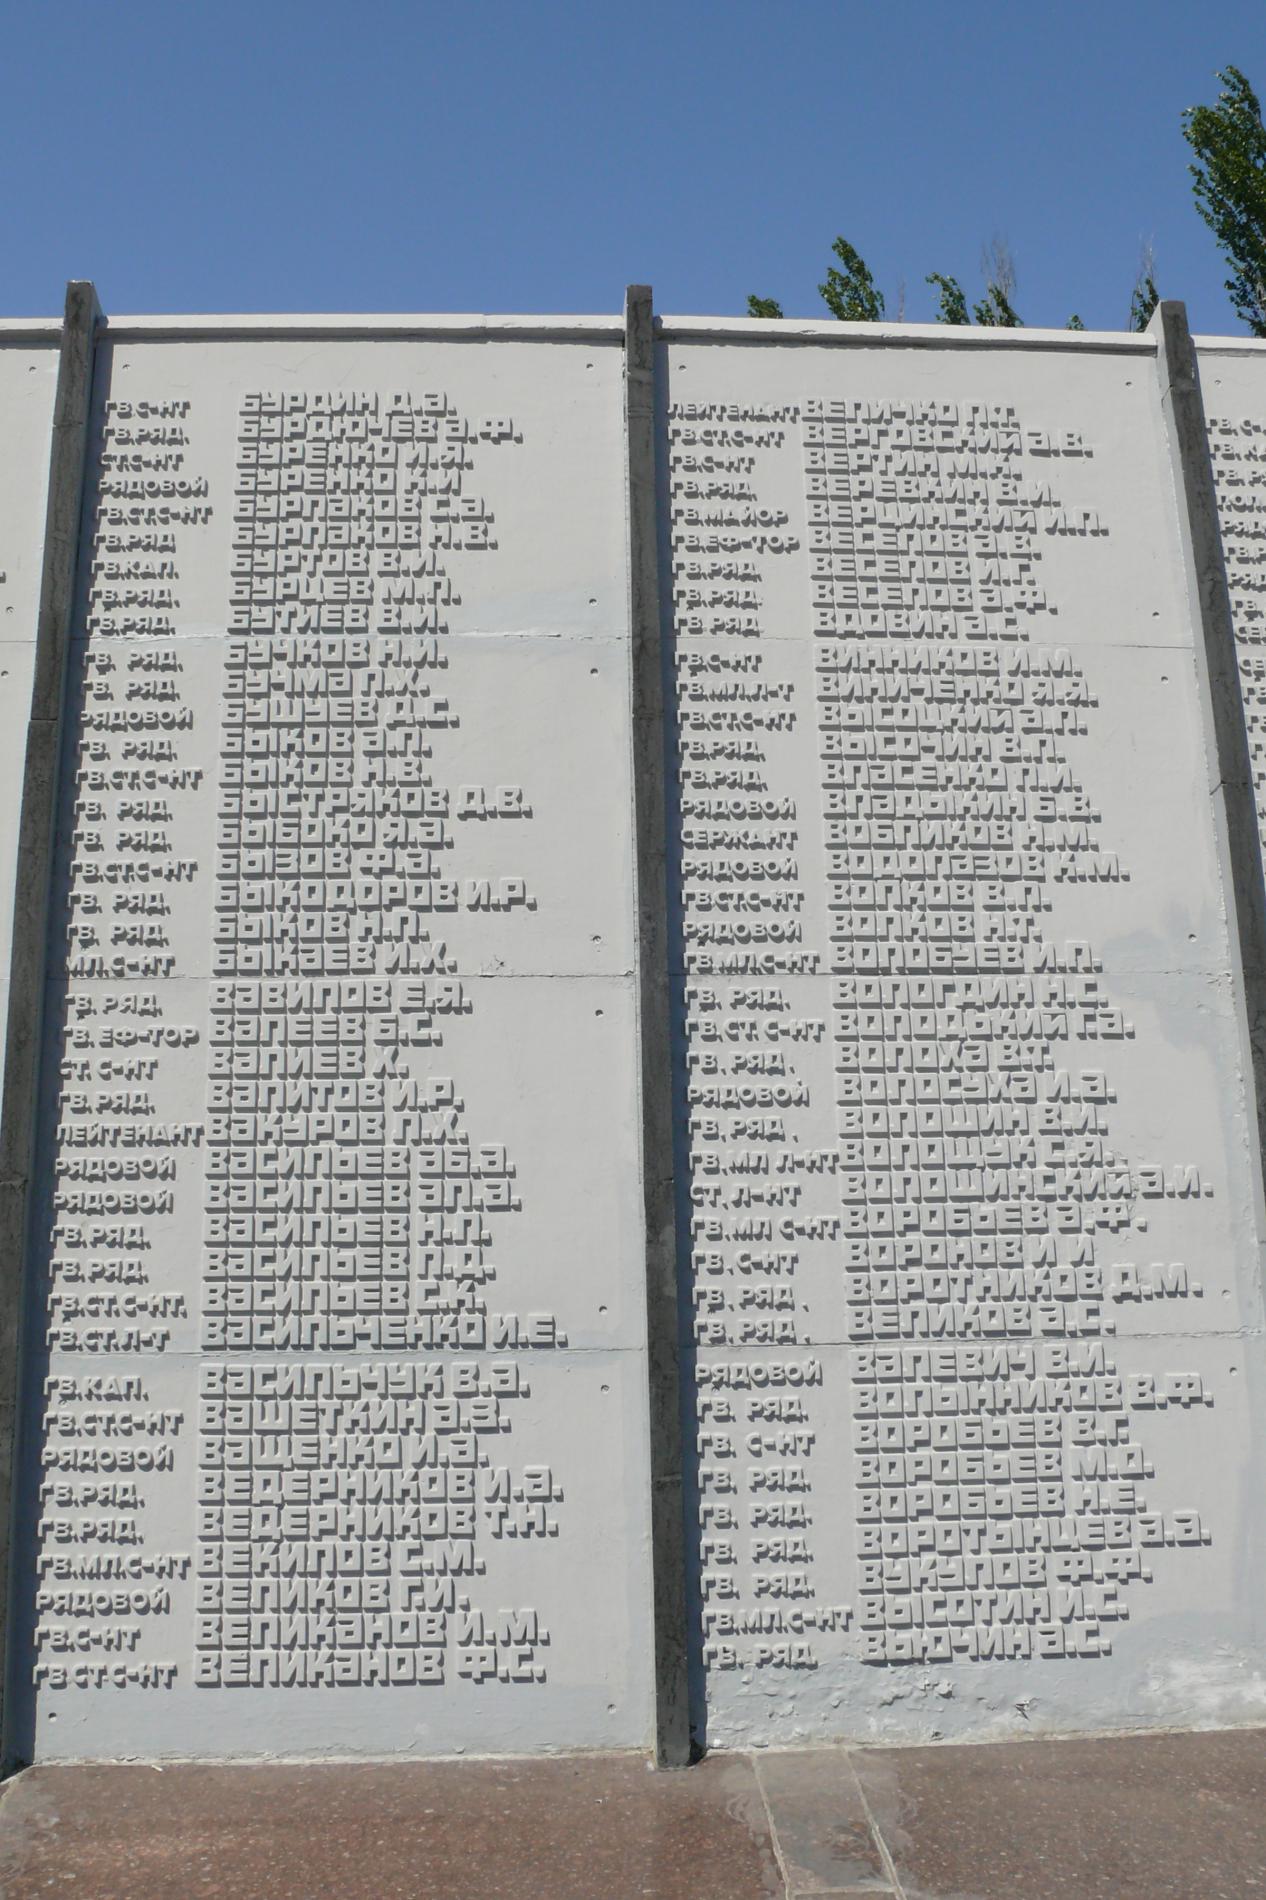 ГВ.С-НТ БУРДИН Д.А.
ГВ.РЯД. БУРДЮЧЕВ А.Ф.
СТ.С-НТ БУРЕНКО И.Я.
РЯДОВОЙ БУРЕНКО К.И
ГВ.СТ.С-НТ БУРЛАКОВ С.А.
ГВ.РЯД БУРЛАКОВ Н.В.
ГВ.КАП. БУРТОВ В.И.
ГВ.РЯД. БУРЦЕВ М.П.
ГВ.РЯД. БУТИЕВ В.И.
ГВ. РЯД. БУЧКОВ Н.И.
ГВ. РЯД. БУЧМА П.Х.
РЯДОВОЙ БУШУЕВ Д.С.
ГВ. РЯД. БЫКОВ А.П.
ГВ.СТ.С-НТ БЫКОВ Н.В.
ГВ. РЯД. БЫСТРЯКОВ Д.В.
ГВ. РЯД. БЫБОКО Я.А.
ГВ.СТ.С-НТ БЫЗОВ Ф.А.
ГВ. РЯД. БЫКОДОРОВ И.Р.
ГВ. РЯД. БЫКОВ Н.П.
МЛ.С-НТ БЫКАЕВ И.Х.
ГВ. РЯД. ВАВИЛОВ Е.Я.
ГВ. ЕФ-ТОР ВАЛЕЕВ Б.С.
СТ. С-НТ ВАЛИЕВ Х.
ГВ.РЯД. ВАЛИТОВ И.Р.
ЛЕЙТЕНАНТ ВАКУРОВ П.Х.
РЯДОВОЙ ВАСИЛЬЕВ АБ.А.
РЯДОВОЙ ВАСИЛЬЕВ АЛ.А.
ГВ.РЯД. ВАСИЛЬЕВ Н.П.
ГВ.РЯД. ВАСИЛЬЕВ П.Д.
ГВ.СТ.С-НТ ВАСИЛЬЕВ С.К.
ГВ.СТ.Л-Т ВАСИЛЬЧЕНКО И.Е.
ГВ.КАП. ВАСИЛЬЧУК В.А.
ГВ.СТ.С-НТ ВАЩЕТКИН А.З.
РЯДОВОЙ ВАЩЕНКО И.А.
ГВ.РЯД. ВЕДЕРНИКОВ И.А.
ГВ.РЯД. ВЕДЕРНИКОВ Т.Н.
ГВ.МЛ.С-НТ ВЕКИЛОВ С.М.
РЯДОВОЙ ВЕЛИКОВ Г.И.
ГВ.С-НТ ВЕЛИКАНОВ И.М
ГВ.СТ.С-НТ ВЕЛИКАНОВ Ф.С.
ЛЕЙТЕНАНТ ВЕЛИЧКО П.Т.
ГВ.СТ.С-НТ ВЕРГОВСКИЙ А.В.
ГВ.С-НТ ВЕРГИН М.К.
ГВ.РЯД. ВЕРЕВКИН В.И.
ГВ.МАЙОР ВЕРШИНСКИЙ И.П.
ГВ.ЕФ-ТОР ВЕСЕЛОВ А.В.
ГВ.РЯД. ВЕСЕЛОВ И.Г.
ГВ.РЯД. ВЕСЕЛОВ А.Ф.
ГВ.РЯД ВДОВИН А.С.
ГВ.С-НТ ВИННИКОВ И.М.
ГВ.МЛ.Л-Т ВИНИЧЕНКО Я.Я.
ГВ.СТ.С-НТ ВЫСОЦКИЙ А.П.
ГВ.РЯД. ВЫСОЧИН В.П.
ГВ.РЯД. ВЛАСЕНКО П.И.
РЯДОВОЙ ВЛАДЫКИН Б.В.
СЕРЖАНТ ВОБЛИКОВ Н.М.
РЯДОВОЙ ВОДОЛАЗОВ К.М.
ГВ.СТ.С-НТ ВОЛКОВ В.П.
РЯДОВОЙ ВОЛКОВ Н.Т.
ГВ.МЛ.С-НТ ВОЛОБУЕВ И.П.
ГВ. РЯД. ВОЛОГДИН Н.С.
ГВ.СТ. С-НТ ВОЛОДЬКИЙ Г.А.
ГВ. РЯД. ВОЛОХА В.Т.
РЯДОВОЙ ВОЛОСУХА И.А.
ГВ. РЯД. ВОЛОШИН В.И.
ГВ.МЛ Л-НТ ВОЛОЩУК С.Я.
СТ. Л-НТ ВОЛОЩИНСКИЙ А.И.
ГВ.МЛ С-НТ ВОРОБЬЕВ А.Ф.
ГВ. С-НТ ВОРОНОВ И И
ГВ. РЯД. ВОРОТНИКОВ Д.М.
ГВ. РЯД. ВЕЛИКОВ А.С.
РЯДОВОЙ ВАЛЕВИЧ В.И.
ГВ. РЯД. ВОЛЫННИКОВ В.Ф.
ГВ. С-НТ ВОРОБЬЕВ В.Г.
ГВ. РЯД. ВОРОБЬЕВ М.О.
ГВ. РЯД. ВОРОБЬЕВ Н.Е.
ГВ. РЯД. ВОРОТЫНЦЕВ А.А.
ГВ. РЯД. ВУКУЛОВ Ф.Ф.
ГВ.МЛ.С-НТ ВЫСОТИН И.С.
ГВ. РЯД. ВЬЮЧИН А.С.